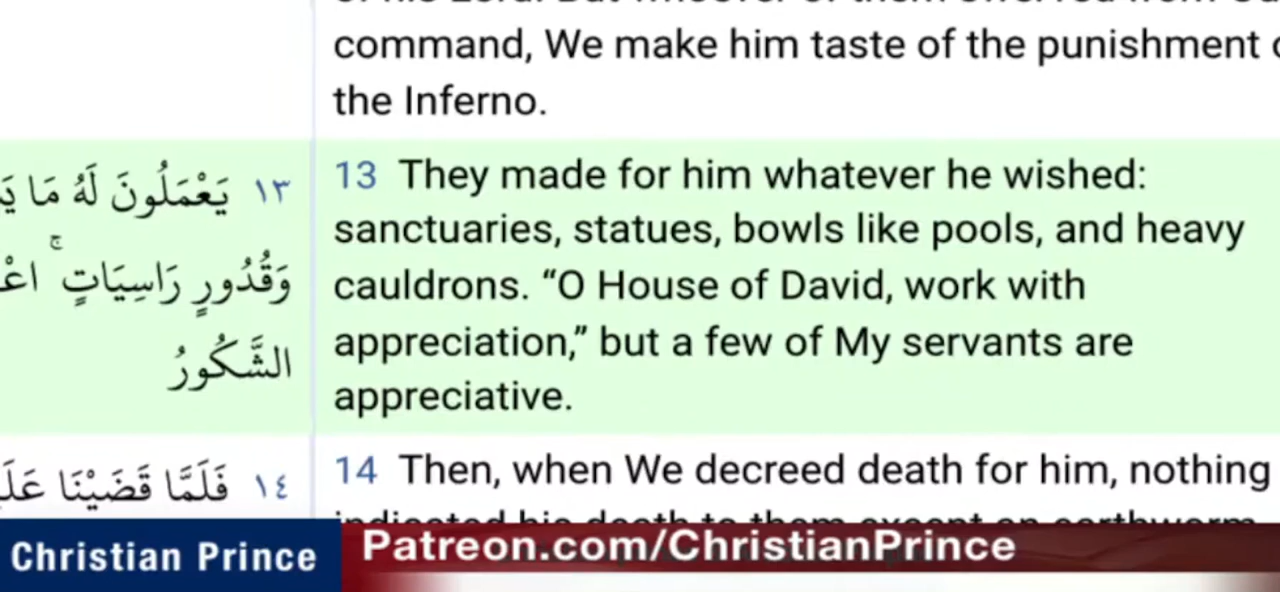 command, We make him taste of the punishment
the Inferno.
١٣ يَعْمَلُونَ لَهُ مَا
وَقُدُورٍ رَاسِيَاتٍ ۚ
الشَّكُورُ
13 They made for him whatever he wished:
sanctuaries, statues, bowls like pools, and heavy
cauldrons. “O House of David, work with
appreciation,” but a few of My servants are
appreciative.
١٤ فَلَمَّا قَضَيْنَا
14 Then, when We decreed death for him, nothing
Christian Prince
Patreon.com/ChristianPrince